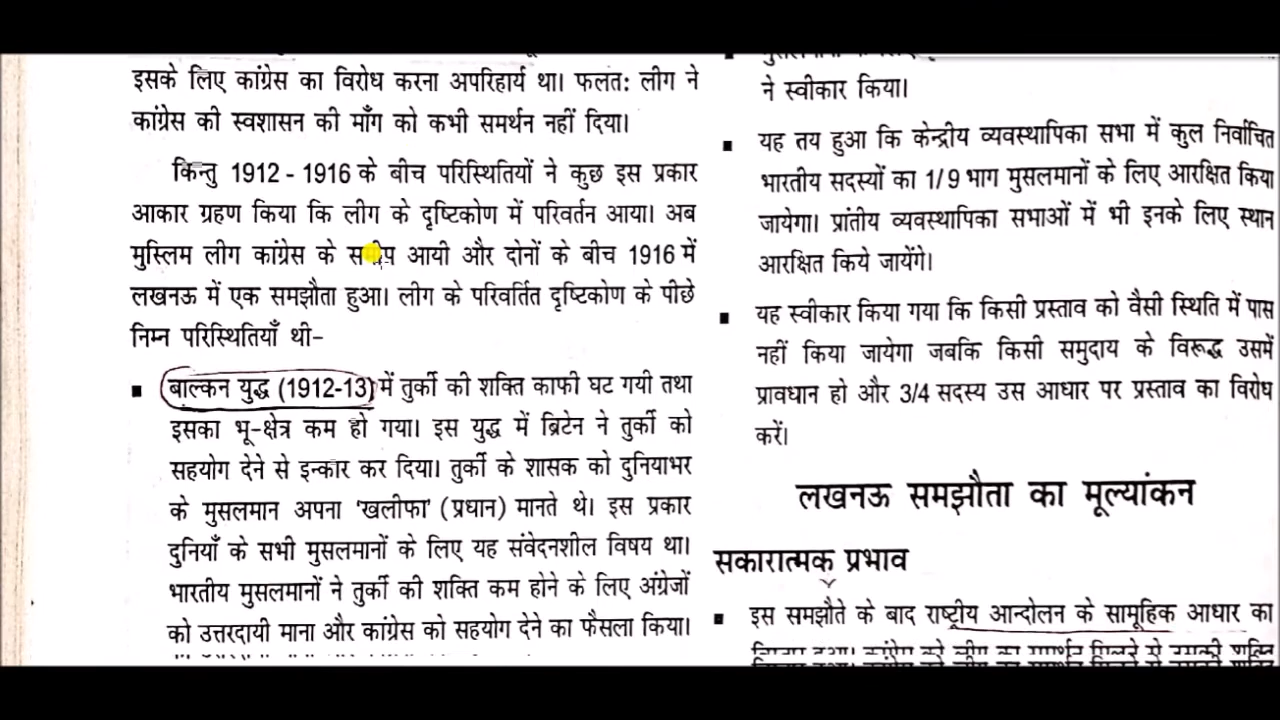 इसके लिए कांग्रेस का विरोध करना अपरिहार्य था। फलतः लीग ने
कांग्रेस की स्वशासन की माँग को कभी समर्थन नहीं दिया।
किन्तु 1912 - 1916 के बीच परिस्थितियों ने कुछ इस प्रकार
आकार ग्रहण किया कि लीग के दृष्टिकोण में परिवर्तन आया। अब
मुस्लिम लीग कांग्रेस के समीप आयी और दोनों के बीच 1916 में
लखनऊ में एक समझौता हुआ। लीग के परिवर्तित दृष्टिकोण के पीछे
निम्न परिस्थितियाँ थी–
▪ बाल्कन युद्ध (1912-13) में तुर्की की शक्ति काफी घट गयी तथा
इसका भू-क्षेत्र कम हो गया। इस युद्ध में ब्रिटेन ने तुर्की को
सहयोग देने से इन्कार कर दिया। तुर्की के शासक को दुनियाभर
के मुसलमान अपना 'खलीफा' (प्रधान) मानते थे। इस प्रकार
दुनियाँ के सभी मुसलमानों के लिए यह संवेदनशील विषय था।
भारतीय मुसलमानों ने तुर्की की शक्ति कम होने के लिए अंग्रेजों
को उत्तरदायी माना और कांग्रेस को सहयोग देने का फैसला किया।
ने स्वीकार किया।
▪ यह तय हुआ कि केन्द्रीय व्यवस्थापिका सभा में कुल निर्वाचित
भारतीय सदस्यों का 1/9 भाग मुसलमानों के लिए आरक्षित किया
जायेगा। प्रांतीय व्यवस्थापिका सभाओं में भी इनके लिए स्थान
आरक्षित किये जायेंगे।
▪ यह स्वीकार किया गया कि किसी प्रस्ताव को वैसी स्थिति में पास
नहीं किया जायेगा जबकि किसी समुदाय के विरूद्ध उसमें
प्रावधान हो और 3/4 सदस्य उस आधार पर प्रस्ताव का विरोध
करें।
लखनऊ समझौता का मूल्यांकन
सकारात्मक प्रभाव
▪ इस समझौते के बाद राष्ट्रीय आन्दोलन के सामूहिक आधार का